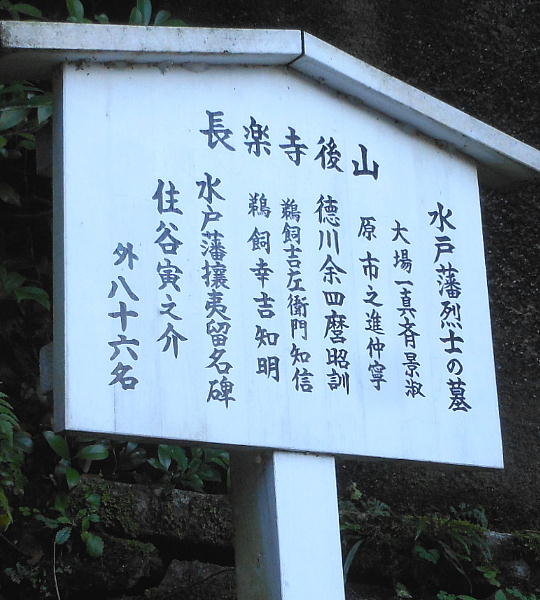 長楽寺後山
水戸藩烈士の墓
大場一真斉景淑
原市之進仲寧
徳川余四麿昭訓
鵜飼吉左衛門知信
鵜飼幸吉知明
水戸藩攘夷留名碑
住谷寅之介
外八十六名